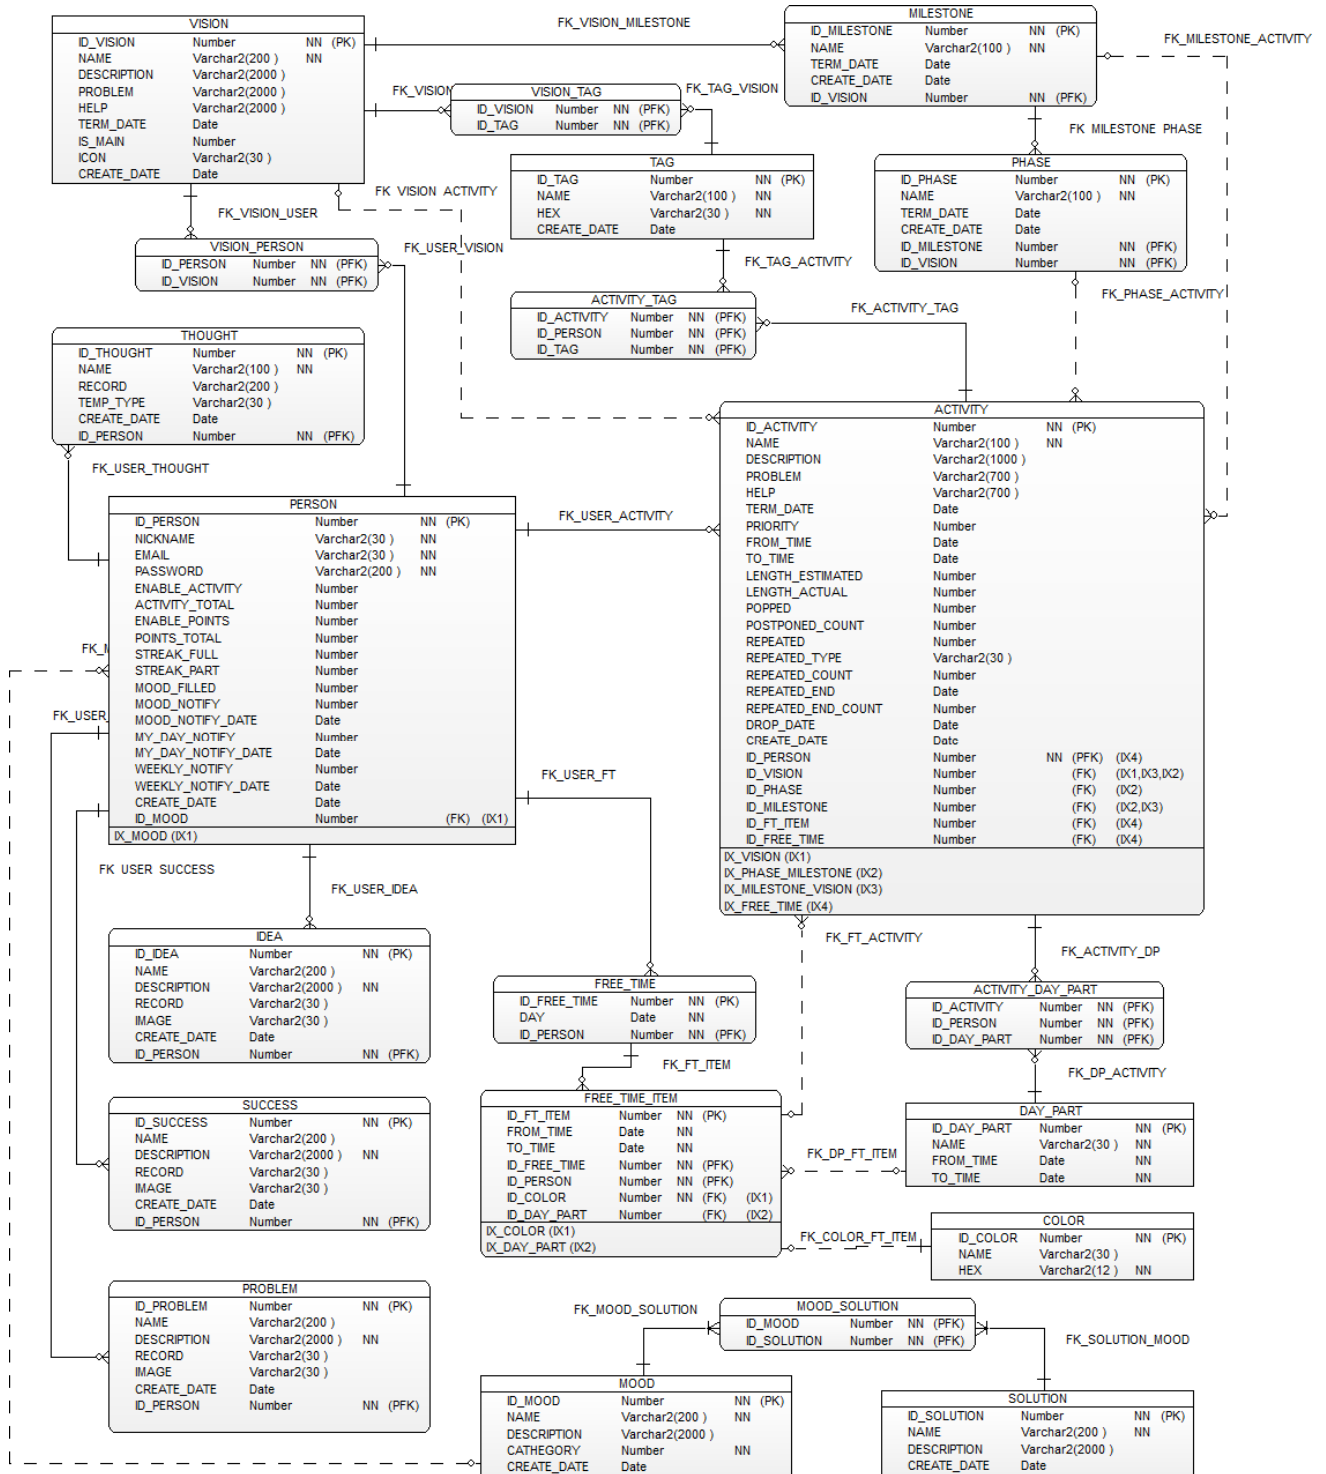 VISION
ID_VISION Number NN (PK)
NAME Varchar2(200 ) NN
DESCRIPTION Varchar2(2000 )
PROBLEM Varchar2(2000 )
HELP Varchar2(2000 )
TERM_DATE Date
IS_MAIN Number
ICON Varchar2(30 )
CREATE_DATE Date
FK_VISION_MILESTONE
MILESTONE
ID_MILESTONE Number NN (PK)
NAME Varchar2(100 ) NN
TERM_DATE Date
CREATE_DATE Date
ID_VISION Number NN (PFK)
FK_MILESTONE_ACTIVITY
FK_VISION
VISION_TAG
ID_VISION Number NN (PFK)
ID_TAG Number NN (PFK)
FK_TAG_VISION
FK MILESTONE PHASE
TAG
ID_TAG Number NN (PK)
NAME Varchar2(100 ) NN
HEX Varchar2(30 ) NN
CREATE_DATE Date
PHASE
ID_PHASE Number NN (PK)
NAME Varchar2(100 ) NN
TERM_DATE Date
CREATE_DATE Date
ID_MILESTONE Number NN (PFK)
ID_VISION Number NN (PFK)
FK VISION ACTIVITY
FK_VISION_USER
VISION_PERSON
ID_PERSON Number NN (PFK)
ID_VISION Number NN (PFK)
FK_USER_VISION
FK_TAG_ACTIVITY
FK_PHASE_ACTIVITY
ACTIVITY_TAG
ID_ACTIVITY Number NN (PFK)
ID_PERSON Number NN (PFK)
ID_TAG Number NN (PFK)
FK_ACTIVITY_TAG
THOUGHT
ID_THOUGHT Number NN (PK)
NAME Varchar2(100 ) NN
RECORD Varchar2(200 )
TEMP_TYPE Varchar2(30 )
CREATE_DATE Date
ID_PERSON Number NN (PFK)
FK_USER_THOUGHT
ACTIVITY
ID_ACTIVITY Number NN (PK)
NAME Varchar2(100 ) NN
DESCRIPTION Varchar2(1000 )
PROBLEM Varchar2(700 )
HELP Varchar2(700 )
TERM_DATE Date
PRIORITY Number
FROM_TIME Date
TO_TIME Date
LENGTH_ESTIMATED Number
LENGTH_ACTUAL Number
POPPED Number
POSTPONED_COUNT Number
REPEATED Number
REPEATED_TYPE Varchar2(30 )
REPEATED_COUNT Number
REPEATED_END Date
REPEATED_END_COUNT Number
DROP_DATE Date
CREATE_DATE Date
ID_PERSON Number NN (PFK) (IX4)
ID_VISION Number (FK) (IX1,IX3,IX2)
ID_PHASE Number (FK) (IX2)
ID_MILESTONE Number (FK) (IX2,IX3)
ID_FT_ITEM Number (FK) (IX4)
ID_FREE_TIME Number (FK) (IX4)
IX_VISION (IX1)
IX_PHASE_MILESTONE (IX2)
IX_MILESTONE_VISION (IX3)
IX_FREE_TIME (IX4)
PERSON
ID_PERSON Number NN (PK)
NICKNAME Varchar2(30 ) NN
EMAIL Varchar2(30 ) NN
PASSWORD Varchar2(200 ) NN
ENABLE_ACTIVITY Number
ACTIVITY_TOTAL Number
ENABLE_POINTS Number
POINTS_TOTAL Number
STREAK_FULL Number
STREAK_PART Number
MOOD_FILLED Number
MOOD_NOTIFY Number
MOOD_NOTIFY_DATE Date
MY_DAY_NOTIFY Number
MY_DAY_NOTIFY_DATE Date
WEEKLY_NOTIFY Number
WEEKLY_NOTIFY_DATE Date
CREATE_DATE Date
ID_MOOD Number (FK) (IX1)
IX_MOOD (IX1)
FK_USER_ACTIVITY
FK_M
FK_USER_
FK_USER_FT
FK USER SUCCESS
FK_USER_IDEA
IDEA
ID_IDEA Number NN (PK)
NAME Varchar2(200 )
DESCRIPTION Varchar2(2000 ) NN
RECORD Varchar2(30 )
IMAGE Varchar2(30 )
CREATE_DATE Date
ID_PERSON Number NN (PFK)
FK_FT_ACTIVITY
FK_ACTIVITY_DP
FREE_TIME
ID_FREE_TIME Number NN (PK)
DAY Date NN
ID_PERSON Number NN (PFK)
ACTIVITY_DAY_PART
ID_ACTIVITY Number NN (PFK)
ID_PERSON Number NN (PFK)
ID_DAY_PART Number NN (PFK)
FK_FT_ITEM
FK_DP_ACTIVITY
SUCCESS
ID_SUCCESS Number NN (PK)
NAME Varchar2(200 )
DESCRIPTION Varchar2(2000 ) NN
RECORD Varchar2(30 )
IMAGE Varchar2(30 )
CREATE_DATE Date
ID_PERSON Number NN (PFK)
FREE_TIME_ITEM
ID_FT_ITEM Number NN (PK)
FROM_TIME Date NN
TO_TIME Date NN
ID_FREE_TIME Number NN (PFK)
ID_PERSON Number NN (PFK)
ID_COLOR Number NN (FK) (IX1)
ID_DAY_PART Number (FK) (IX2)
IX_COLOR (IX1)
IX_DAY_PART (IX2)
DAY_PART
ID_DAY_PART Number NN (PK)
NAME Varchar2(30 ) NN
FROM_TIME Date NN
TO_TIME Date NN
FK_DP_FT_ITEM
FK_COLOR_FT_ITEM
COLOR
ID_COLOR Number NN (PK)
NAME Varchar2(30 )
HEX Varchar2(12 ) NN
PROBLEM
ID_PROBLEM Number NN (PK)
NAME Varchar2(200 )
DESCRIPTION Varchar2(2000 ) NN
RECORD Varchar2(30 )
IMAGE Varchar2(30 )
CREATE_DATE Date
ID_PERSON Number NN (PFK)
FK_MOOD_SOLUTION
MOOD_SOLUTION
ID_MOOD Number NN (PFK)
ID_SOLUTION Number NN (PFK)
FK_SOLUTION_MOOD
MOOD
ID_MOOD Number NN (PK)
NAME Varchar2(200 ) NN
DESCRIPTION Varchar2(2000 )
CATHEGORY Number NN
CREATE_DATE Date
SOLUTION
ID_SOLUTION Number NN (PK)
NAME Varchar2(200 ) NN
DESCRIPTION Varchar2(2000 )
CREATE_DATE Date